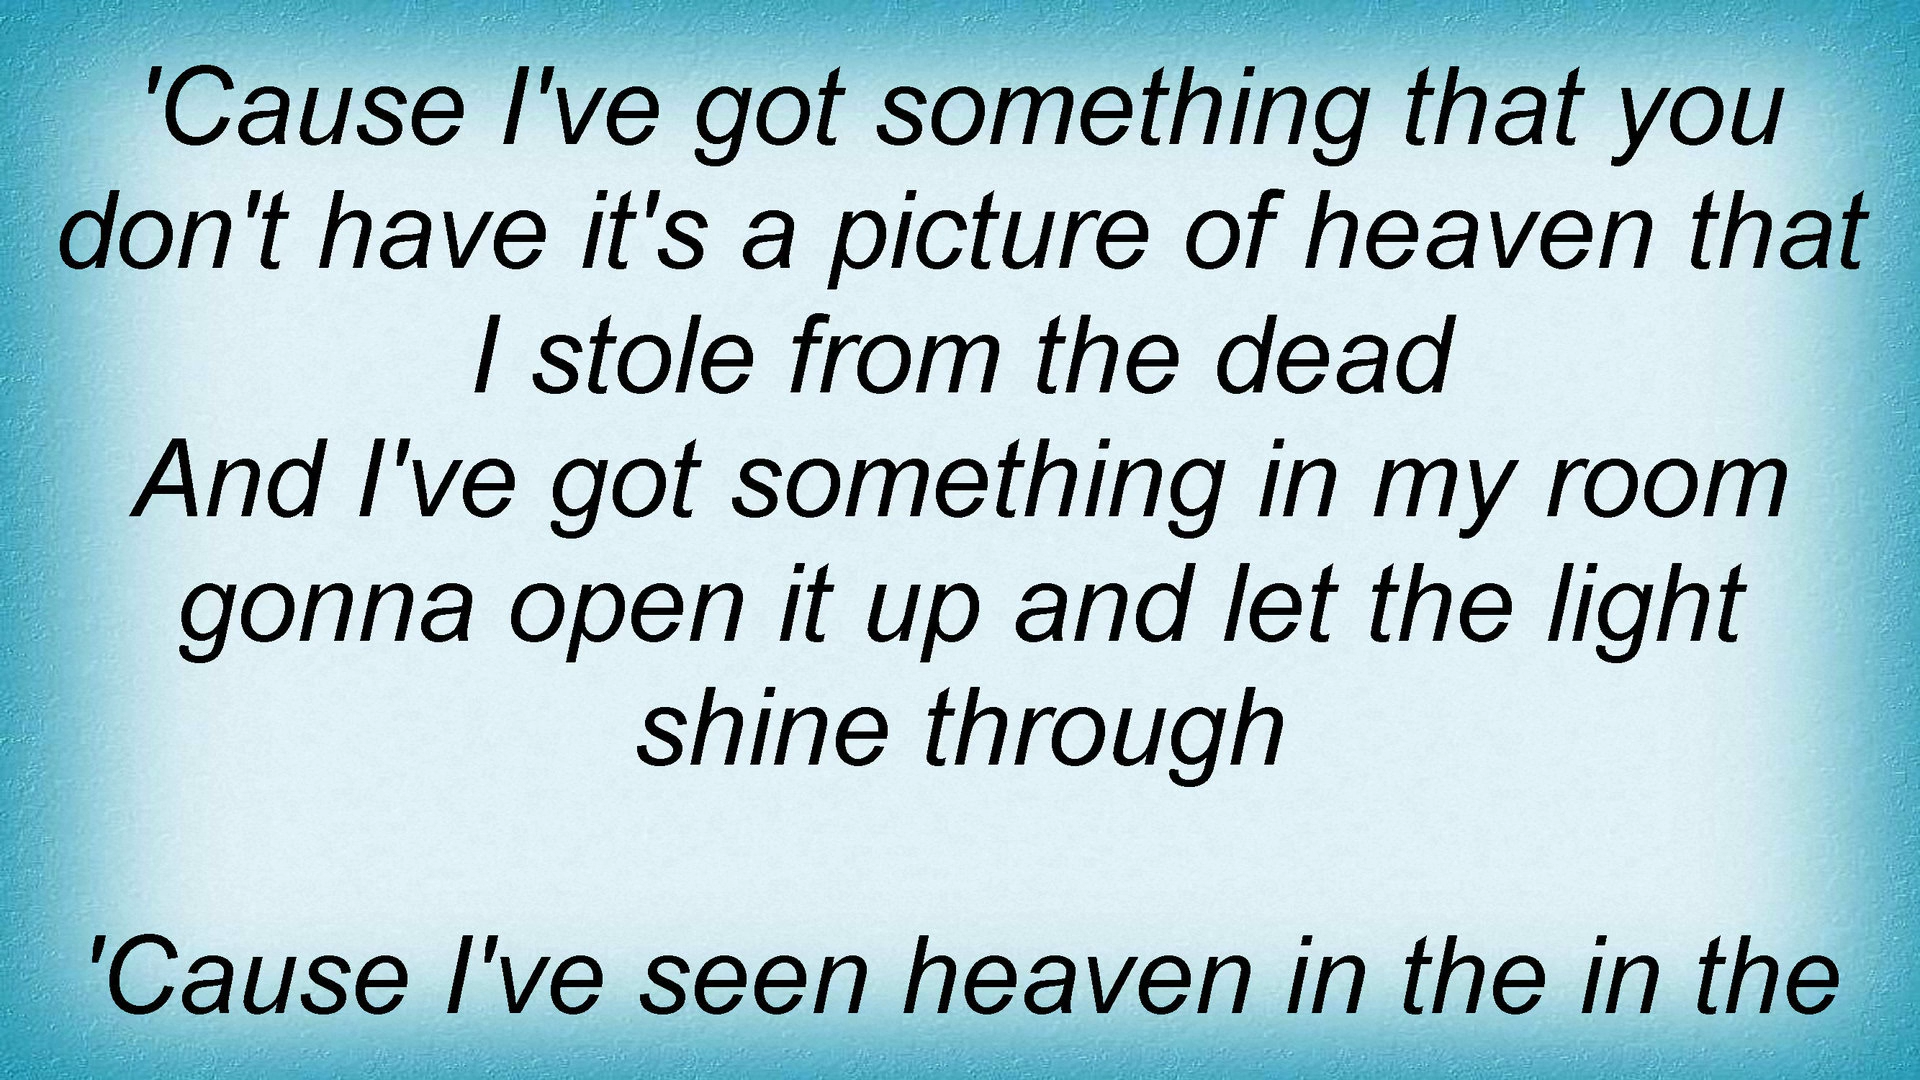 'Cause I've got something that you
don't have it's a picture of heaven that
I stole from the dead
And I've got something in my room
gonna open it up and let the light
shine through
'Cause I've seen heaven in the in the